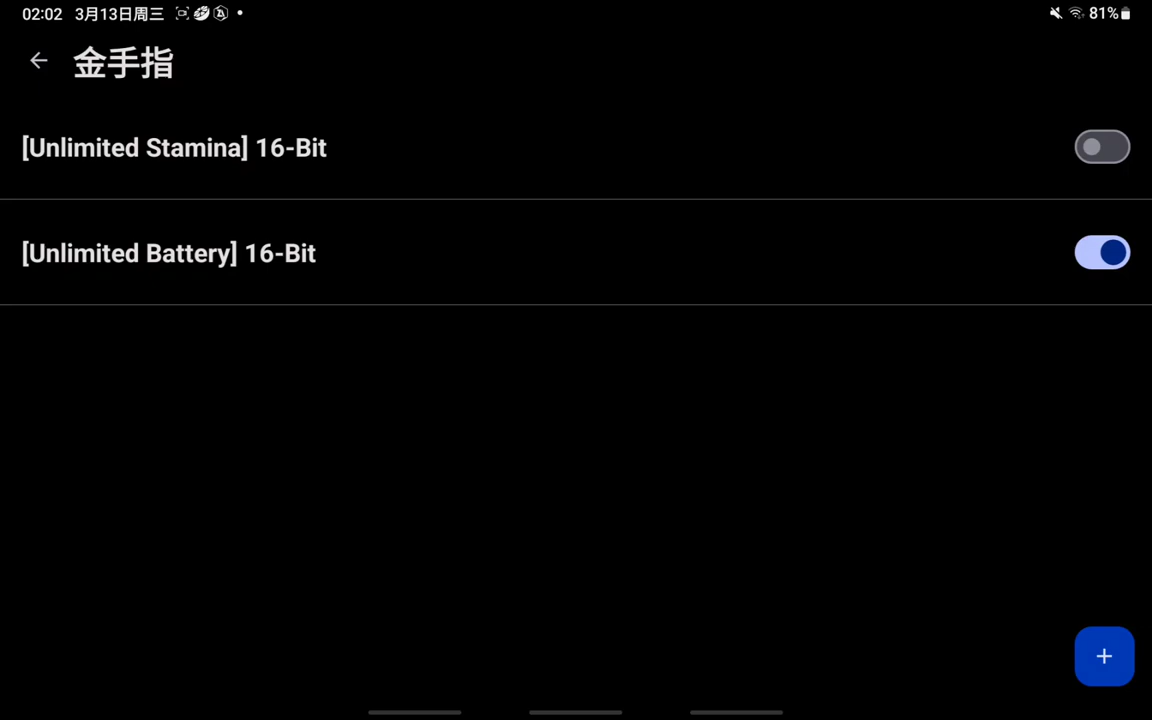 02:02 3月13日周三 81%
金手指
[Unlimited Stamina] 16-Bit
[Unlimited Battery] 16-Bit